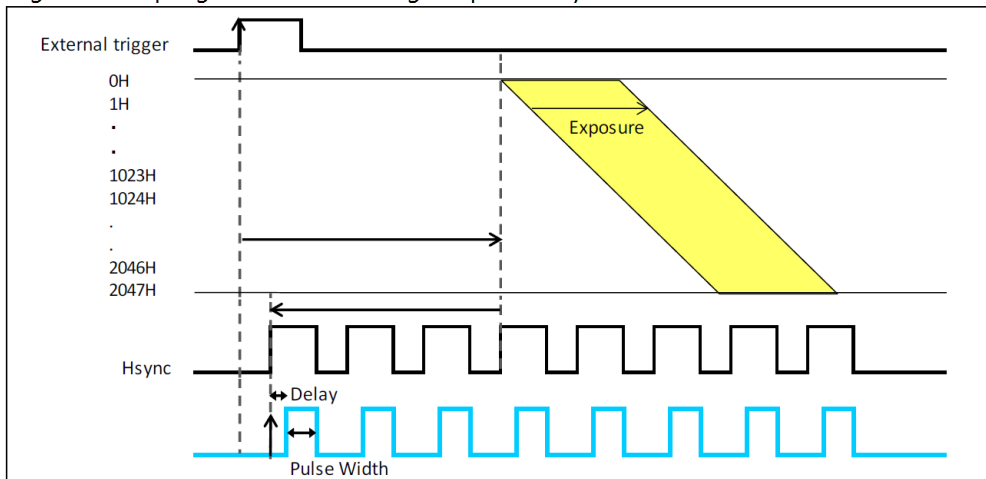 External trigger
0H
1H
.
.
1023H
1024H
.
.
2046H
2047H
Exposure
Hsync
Delay
Pulse Width